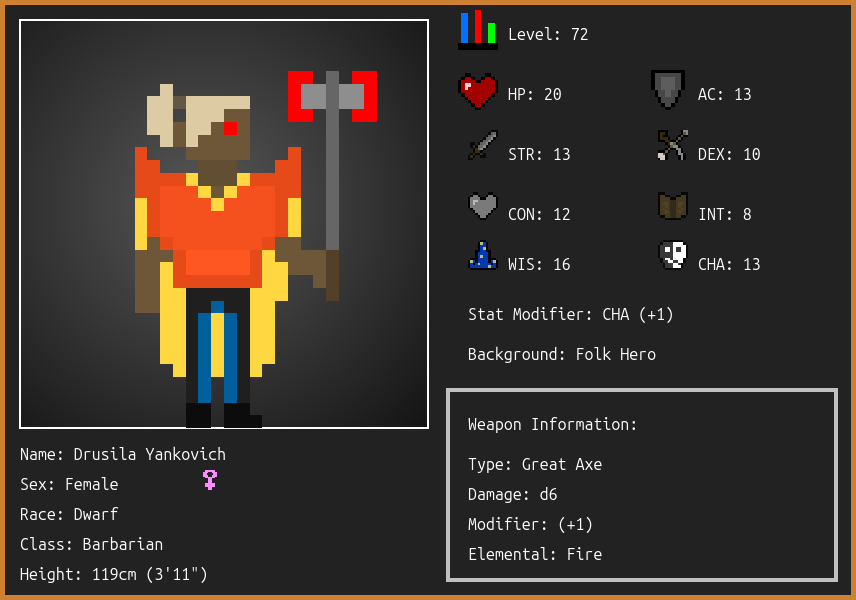 Level: 72
HP: 20
AC: 13
STR: 13
DEX: 10
CON: 12
INT: 8
WIS: 16
CHA: 13
Stat Modifier: CHA (+1)
Background: Folk Hero
Weapon Information:
Type: Great Axe
Damage: d6
Modifier: (+1)
Elemental: Fire
Name: Drusila Yankovich
Sex: Female
Race: Dwarf
Class: Barbarian
Height: 119cm (3'11")